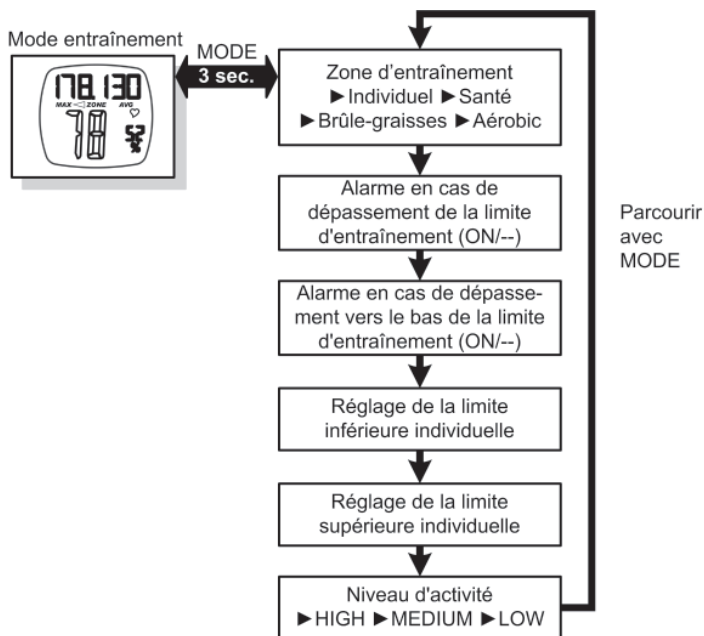 Mode entraînement
MODE
3 sec.
178.130
MAX ZONE AVG
78
%
Zone d'entraînement
►Individuel ►Santé
►Brûle-graisses ►Aérobic
Alarme en cas de
dépassement de la limite
d'entraînement (ON/--)
Alarme en cas de dépasse-
ment vers le bas de la limite
d'entraînement (ON/--)
Réglage de la limite
inférieure individuelle
Réglage de la limite
supérieure individuelle
Niveau d'activité
►HIGH ►MEDIUM ►LOW
Parcourir
avec
MODE